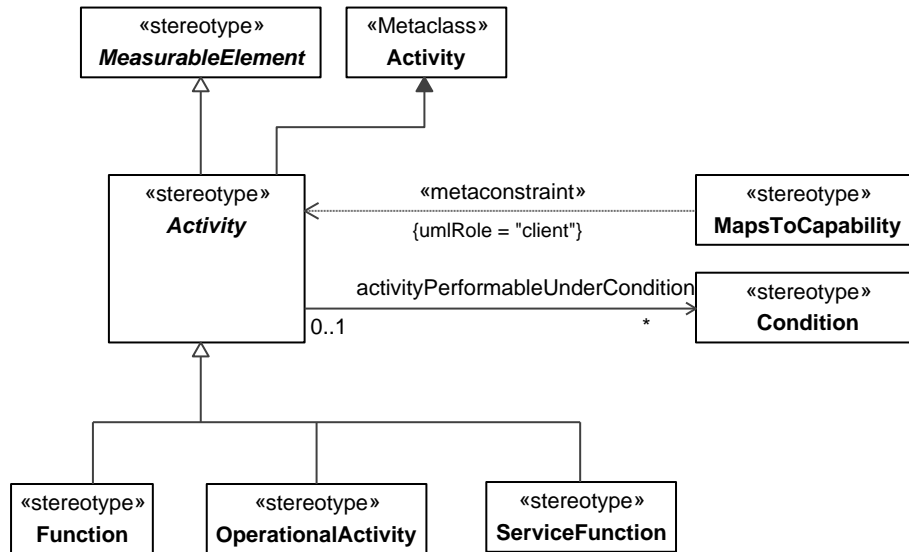 «stereotype»
MeasurableElement
«Metaclass»
Activity
«stereotype»
Activity
«metaconstraint»
{umlRole = "client"}
«stereotype»
MapsToCapability
activityPerformableUnderCondition
0..1
*
«stereotype»
Condition
«stereotype»
Function
«stereotype»
OperationalActivity
«stereotype»
ServiceFunction